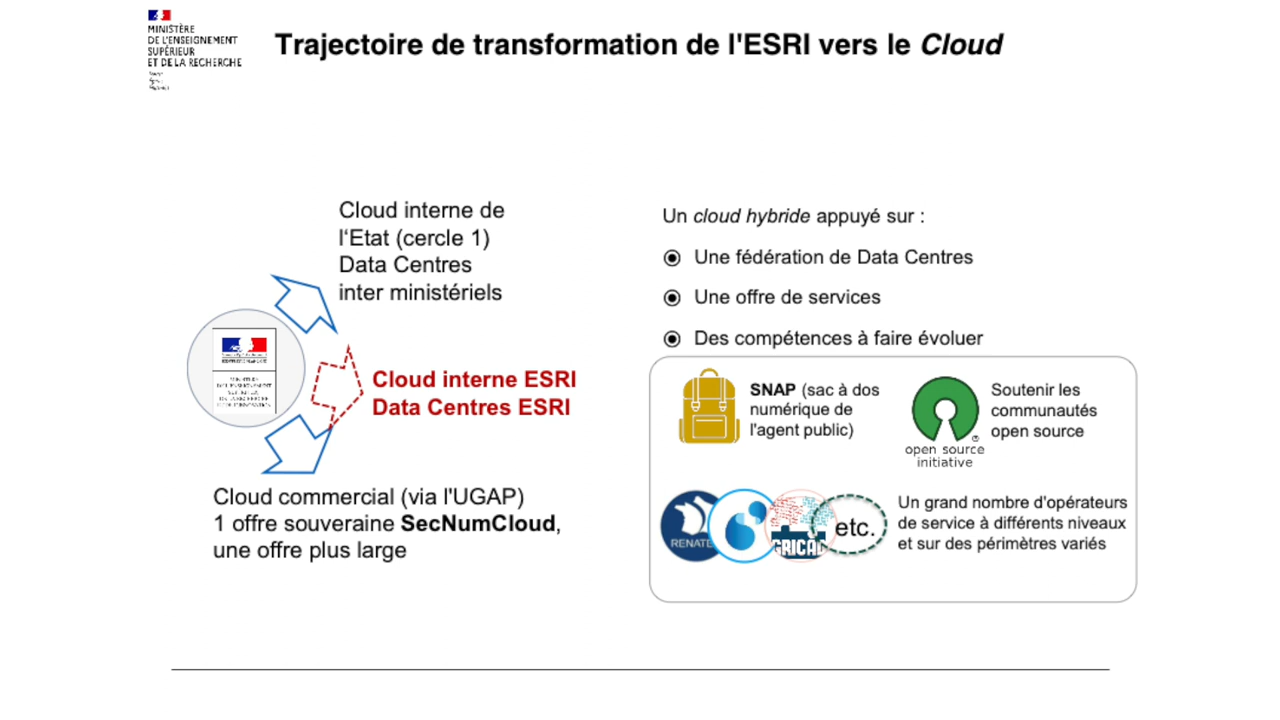 MINISTÈRE
DE L'ENSEIGNEMENT
SUPÉRIEUR
ET DE LA RECHERCHE
Trajectoire de transformation de l'ESRI vers le Cloud
Cloud interne de
l‘Etat (cercle 1)
Data Centres
inter ministériels
Cloud interne ESRI
Data Centres ESRI
Cloud commercial (via l'UGAP)
1 offre souveraine SecNumCloud,
une offre plus large
Un cloud hybride appuyé sur :
Une fédération de Data Centres
Une offre de services
Des compétences à faire évoluer
SNAP (sac à dos
numérique de
l'agent public)
open source
initiative
Soutenir les
communautés
open source
RENATE
GRICAD
etc.
Un grand nombre d'opérateurs
de service à différents niveaux
et sur des périmètres variés